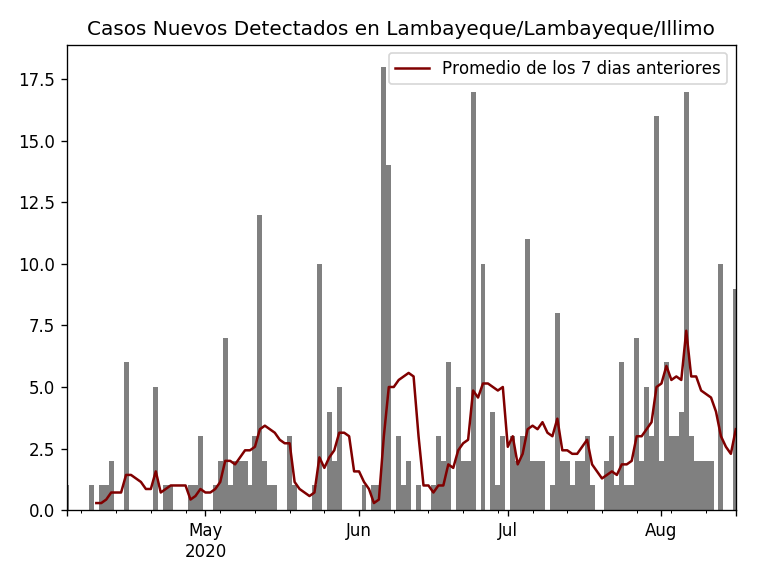 Casos Nuevos Detectados en Lambayeque/Lambayeque/Illimo
Promedio de los 7 dias anteriores
17.5
15.0
12.5
10.0
7.5
5.0
2.5
0.0
May
2020
Jun
Jul
Aug